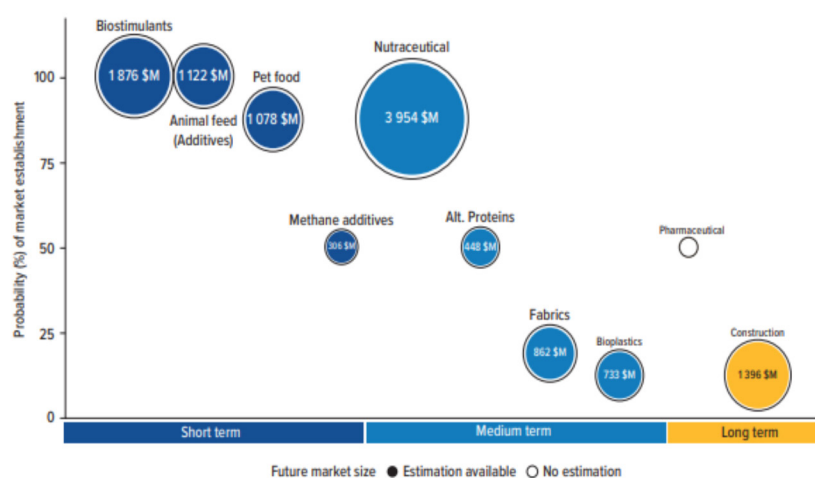 Biostimulants
1 876 $M
1 122 $M
Animal feed
(Additives)
Pet food
1 078 $M
Nutraceutical
3 954 $M
Methane additives
306 $M
Alt. Proteins
448 $M
Pharmaceutical
Fabrics
862 $M
Bioplastics
733 $M
Construction
1 396 $M
Probability (%) of market establishment
100
75
50
25
0
Short term
Medium term
Long term
Future market size
Estimation available
No estimation